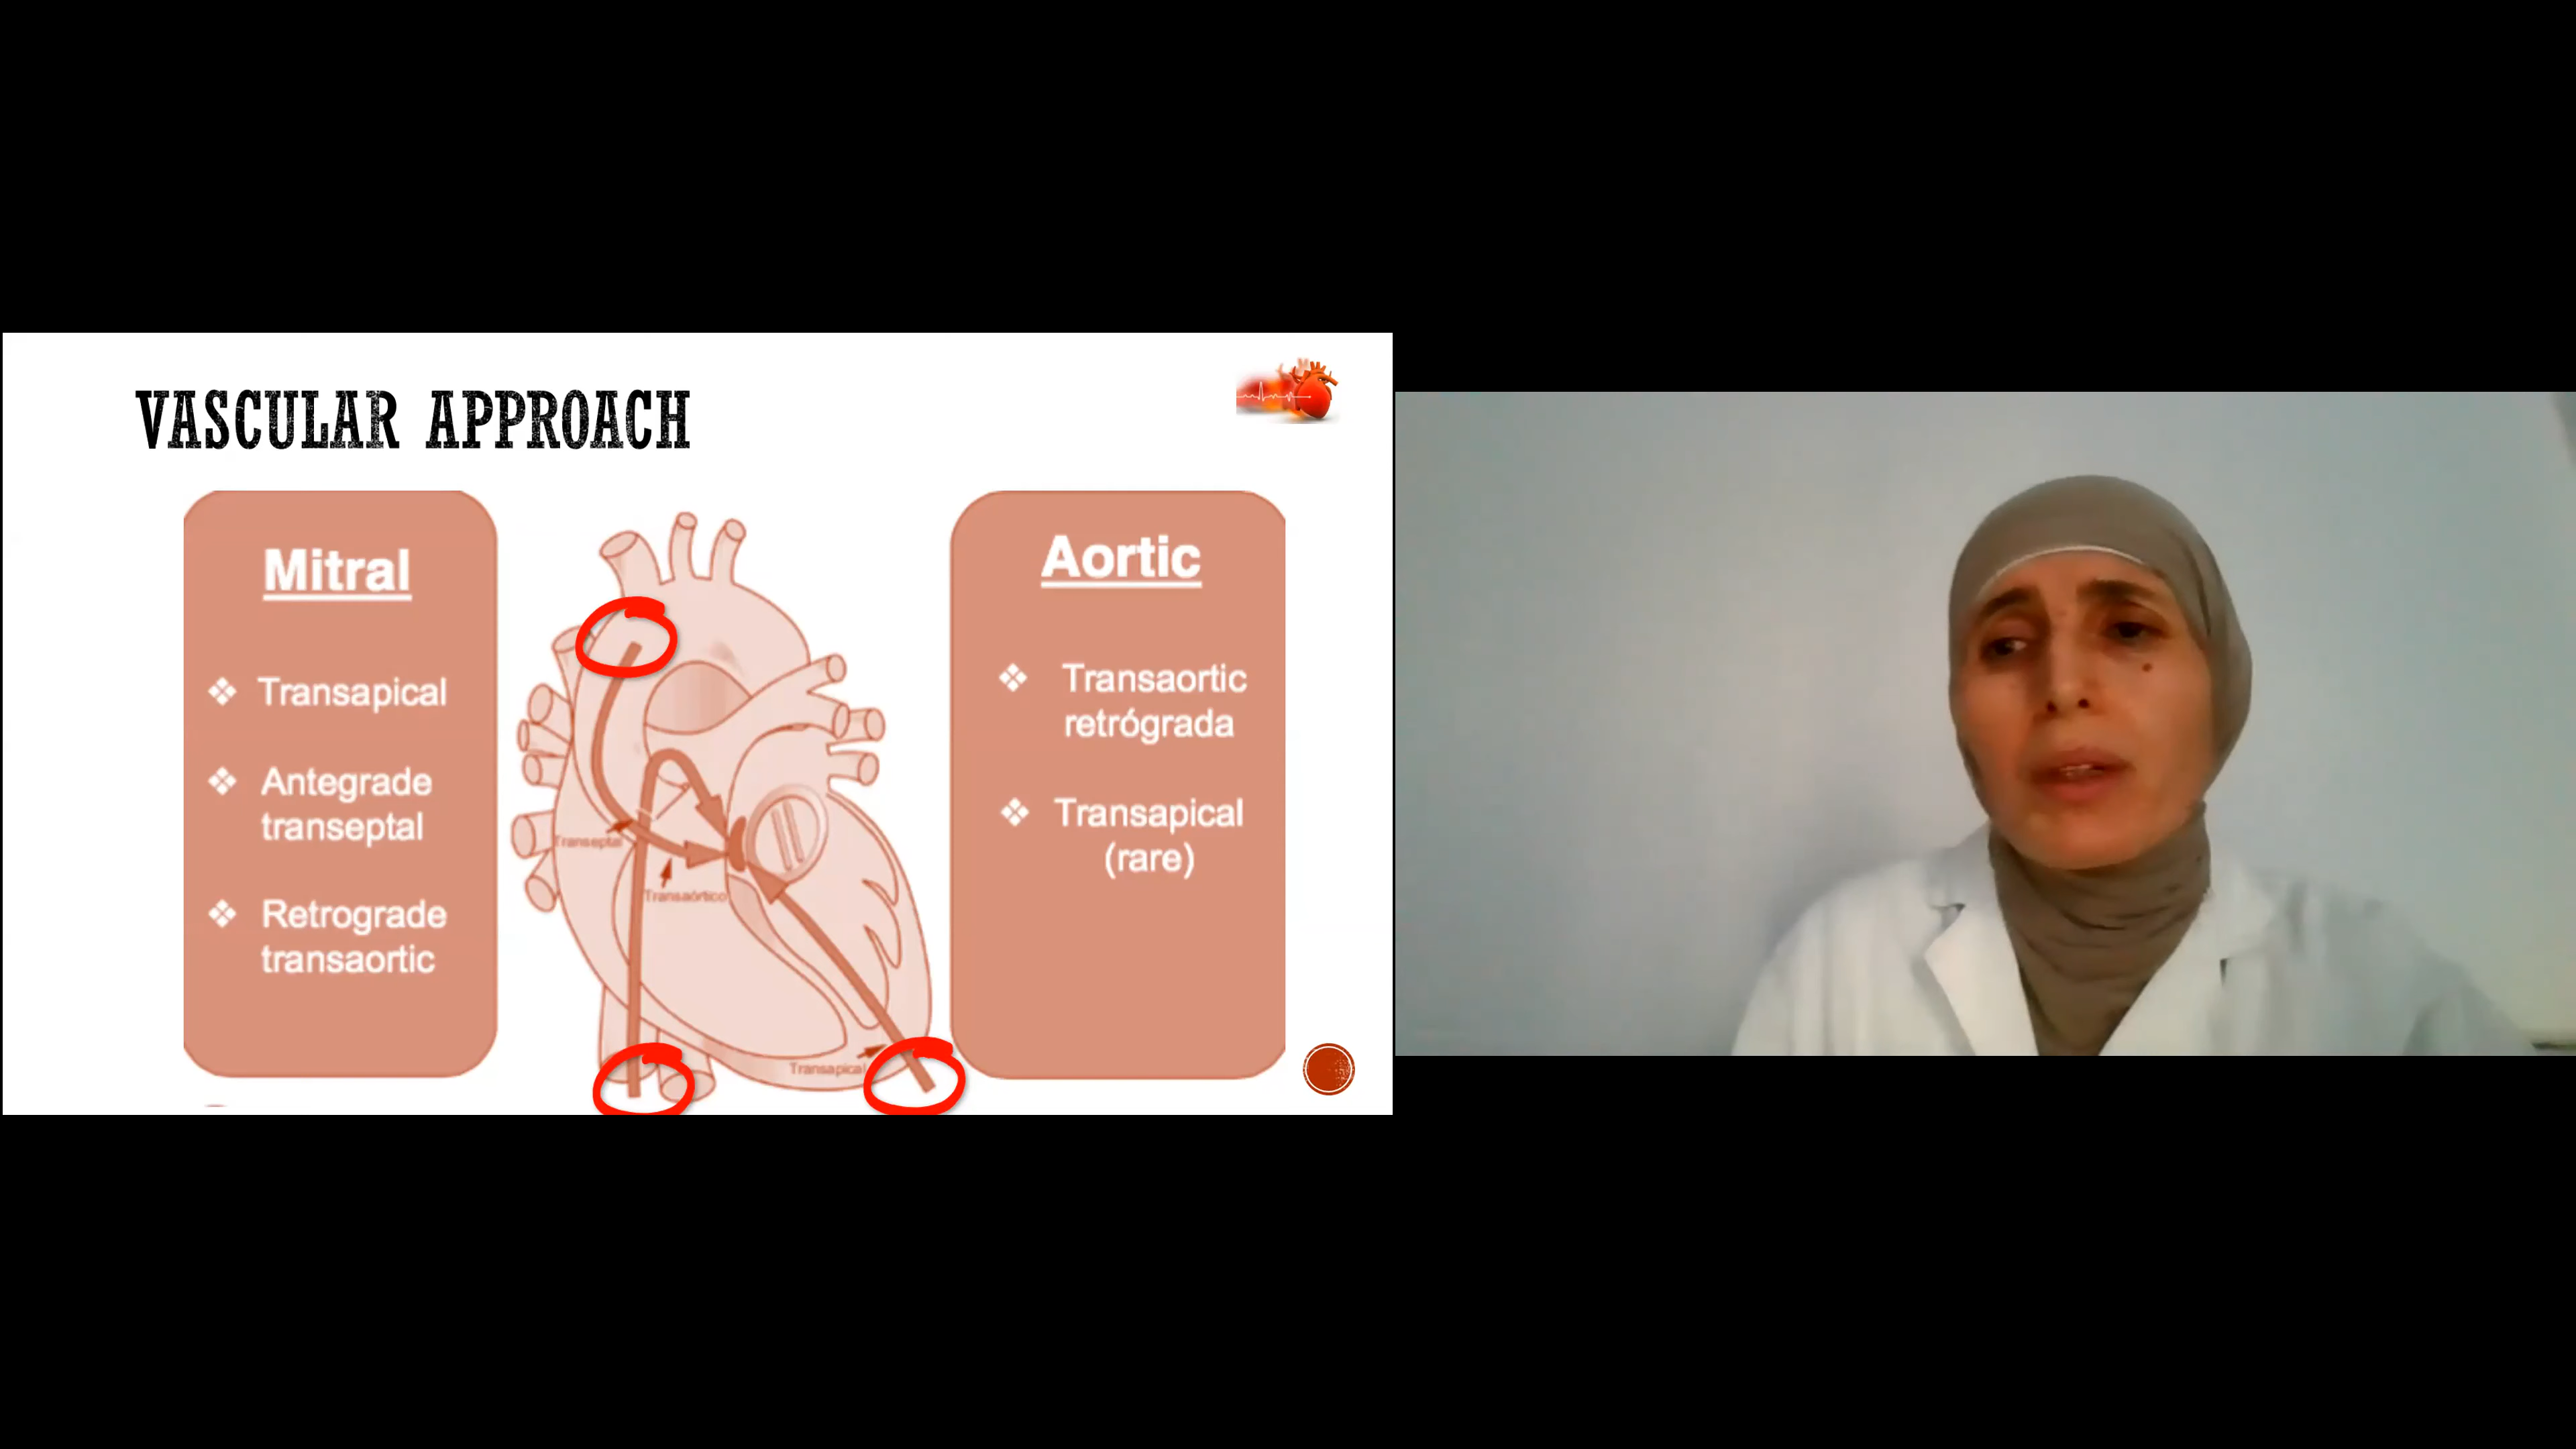 VASCULAR APPROACH
Mitral
❖ Transapical
❖ Antegrade
transeptal
❖ Retrograde
transaortic
Transeptal
Transaórtico
Transapical
Aortic
❖ Transaortic
retrógrada
❖ Transapical
(rare)